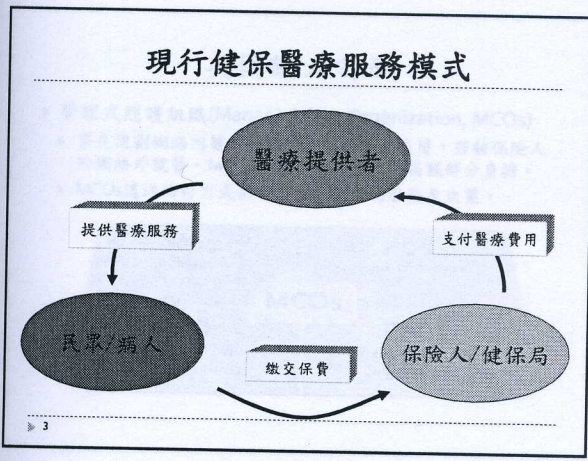 現行健保醫療服務模式
醫療提供者
提供醫療服務
支付醫療費用
民眾/病人
保險人/健保局
繳交保費
3